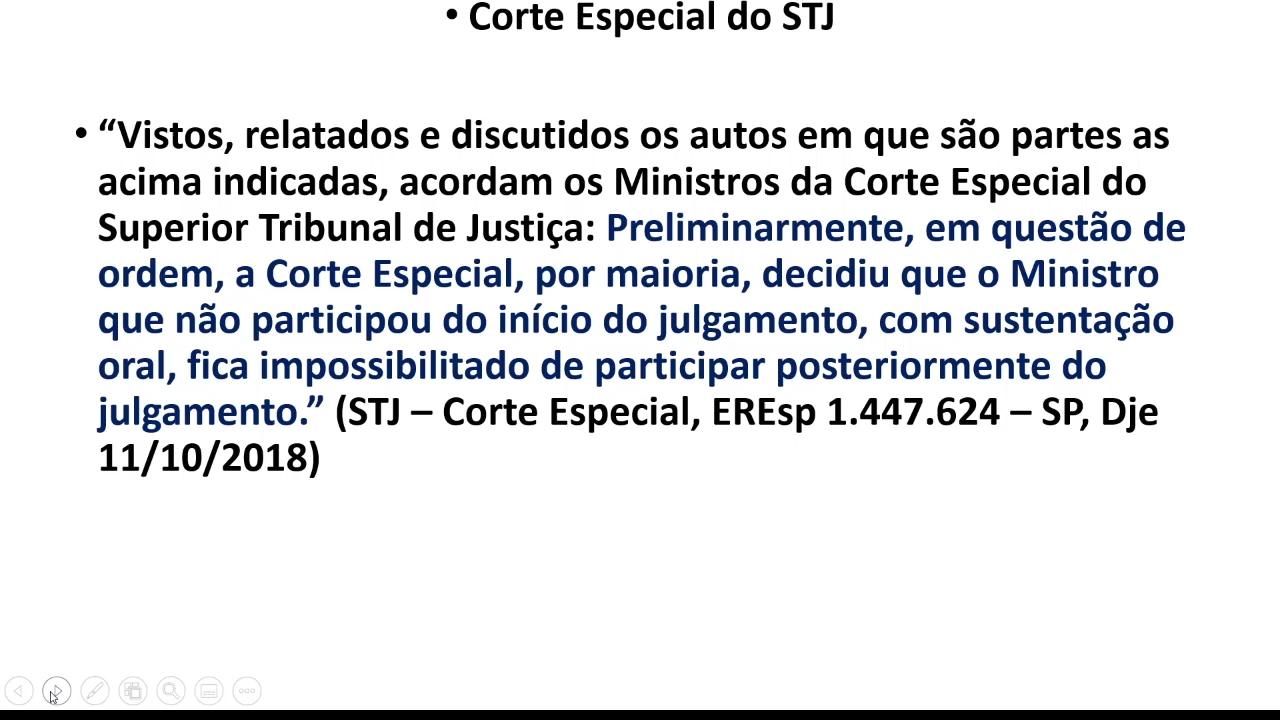 • Corte Especial do STJ
• “Vistos, relatados e discutidos os autos em que são partes as
acima indicadas, acordam os Ministros da Corte Especial do
Superior Tribunal de Justiça: Preliminarmente, em questão de
ordem, a Corte Especial, por maioria, decidiu que o Ministro
que não participou do início do julgamento, com sustentação
oral, fica impossibilitado de participar posteriormente do
julgamento.” (STJ – Corte Especial, EREsp 1.447.624 – SP, Dje
11/10/2018)